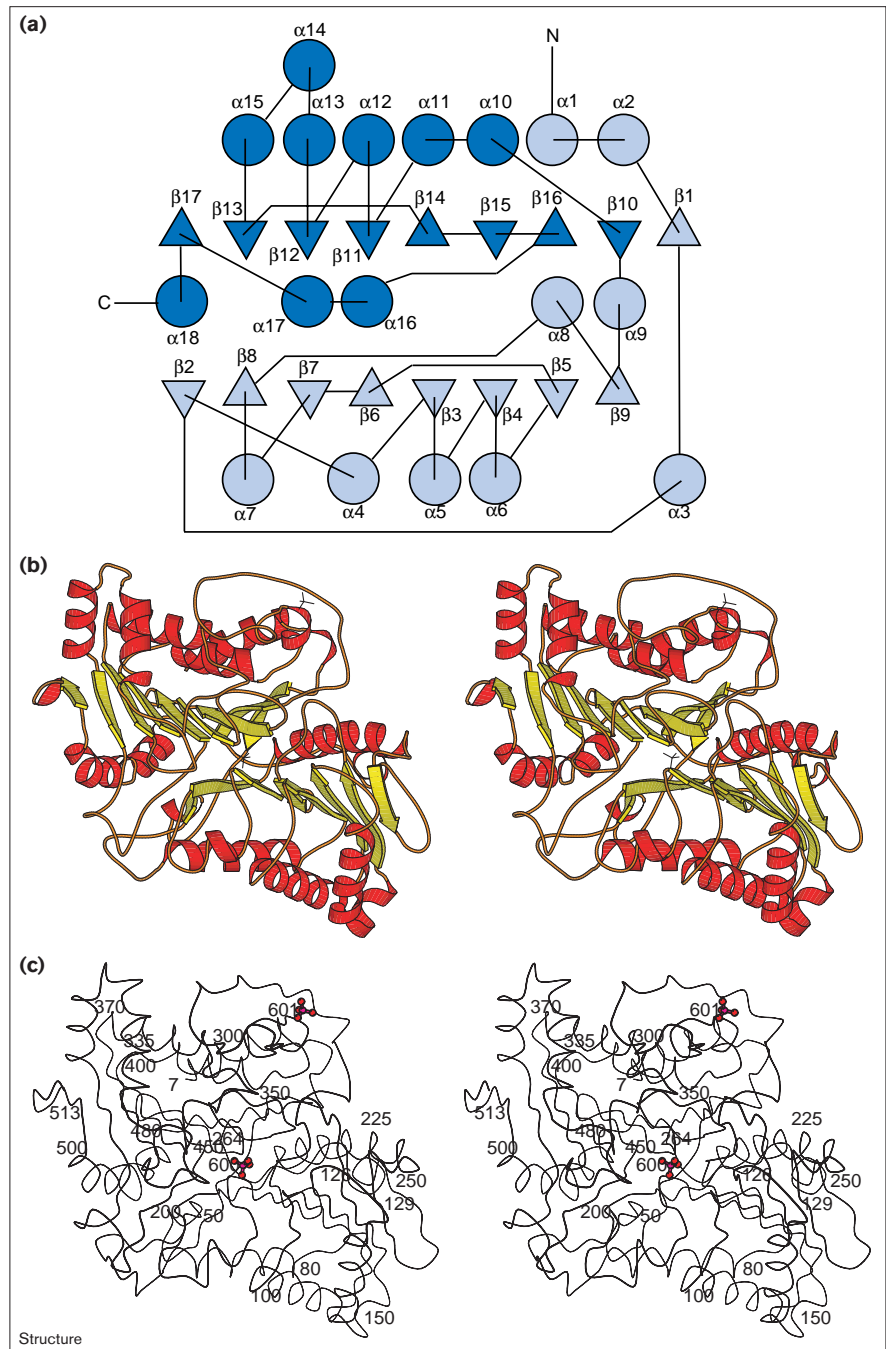 (a)
α14
N
α15 α13 α12 α11 α10 α1 α2
β17 β13 β12 β11 β14 β15 β16 β10 β1
C α18 α17 α16 α8 α9
β2 β8 β7 β6 β3 β4 β5 β9
α7 α4 α5 α6 α3
(b)
(c)
370 335 400 7 300 601 350
513 500 480 450 264 600 225 250 126 129
200 50 80 100 150
370 335 400 7 300 601 350
513 500 480 450 264 600 225 250 126 129
200 50 80 100 150
Structure